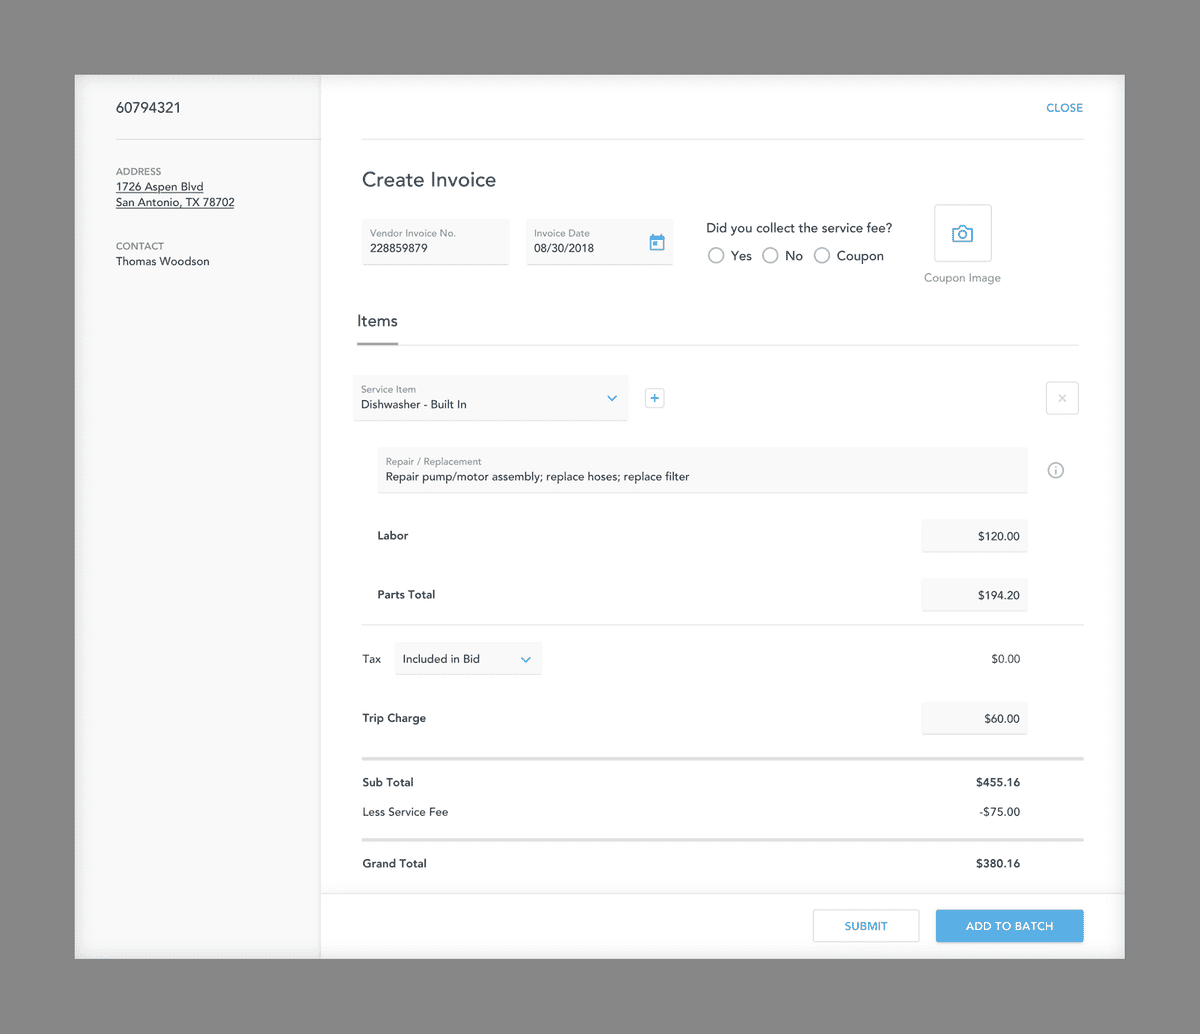 60794321
CLOSE
ADDRESS
1726 Aspen Blvd
San Antonio, TX 78702
CONTACT
Thomas Woodson
Create Invoice
Vendor Invoice No.
228859879
Invoice Date
08/30/2018
Did you collect the service fee?
Yes No Coupon
Coupon Image
Items
Service Item
Dishwasher - Built In
Repair / Replacement
Repair pump/motor assembly; replace hoses; replace filter
Labor $120.00
Parts Total $194.20
Tax Included in Bid $0.00
Trip Charge $60.00
Sub Total $455.16
Less Service Fee -$75.00
Grand Total $380.16
SUBMIT ADD TO BATCH